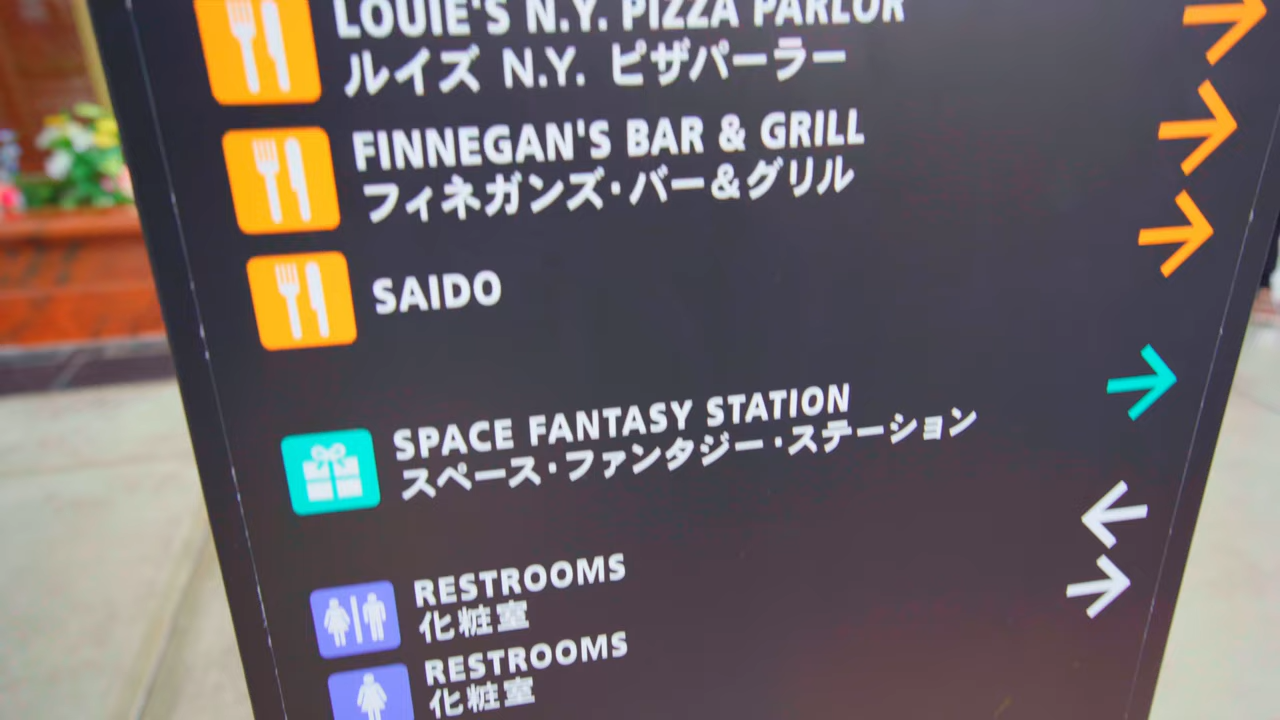 LOUIE'S N.Y. PIZZA PARLOR
ルイズ N.Y. ピザパーラー
FINNEGAN'S BAR & GRILL
フィネガンズ・バー&グリル
SAIDO
SPACE FANTASY STATION
スペース・ファンタジー・ステーション
RESTROOMS
化粧室
RESTROOMS
化粧室